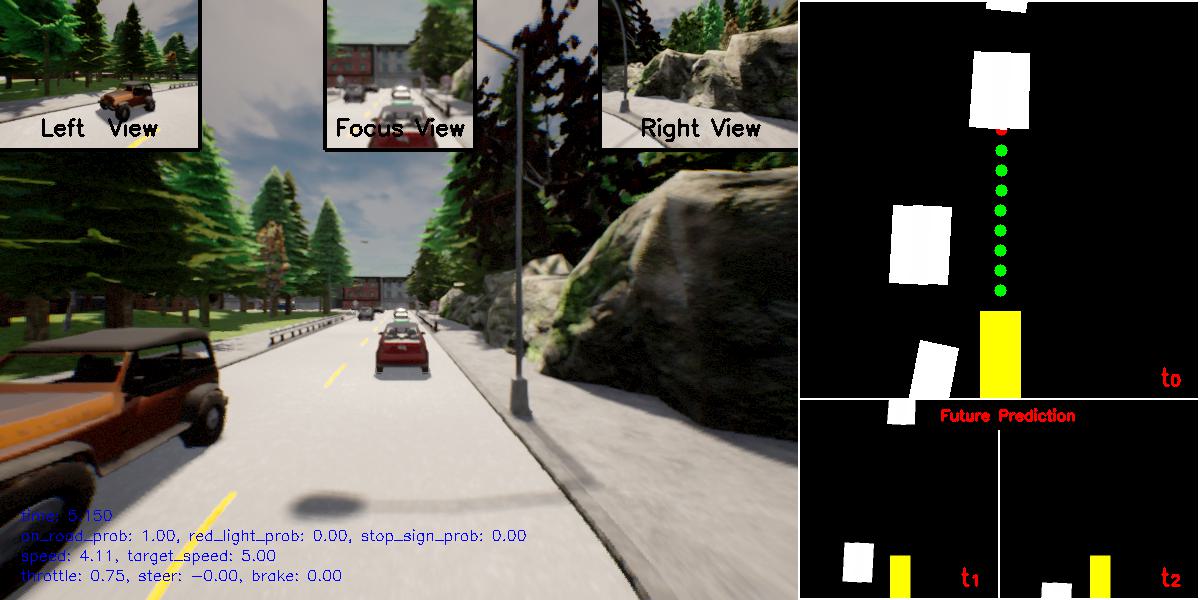 Left View
Focus View
Right View
t0
Future Prediction
time: 5.150
on_road_prob: 1.00, red_light_prob: 0.00, stop_sign_prob: 0.00
speed: 4.11, target_speed: 5.00
throttle: 0.75, steer: -0.00, brake: 0.00
t1
t2